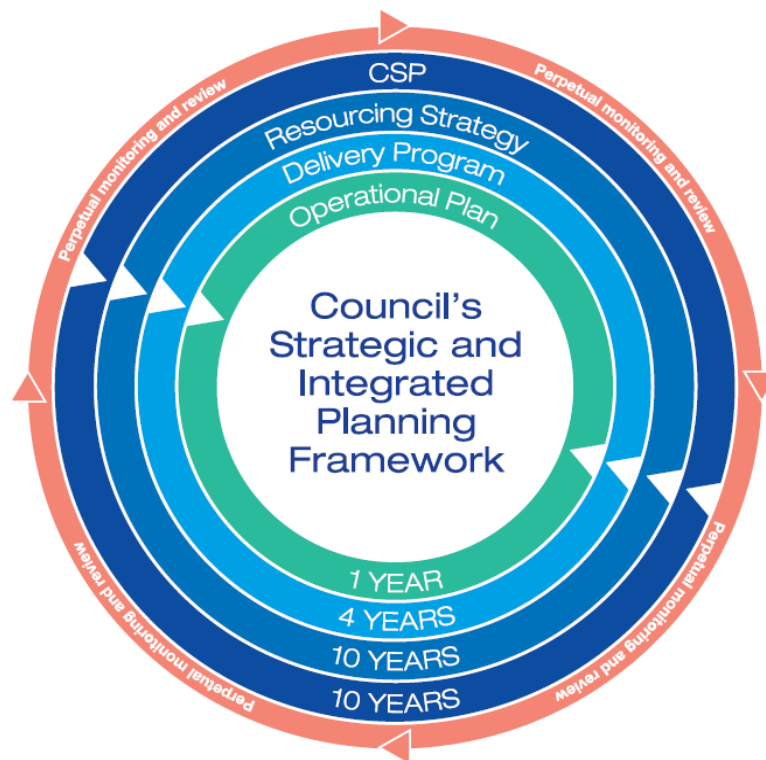 CSP
Resourcing Strategy
Delivery Program
Operational Plan
Perpetual monitoring and review
Perpetual monitoring and review
Council’s
Strategic and
Integrated
Planning
Framework
1 YEAR
4 YEARS
10 YEARS
10 YEARS
Perpetual monitoring and review
Perpetual monitoring and review